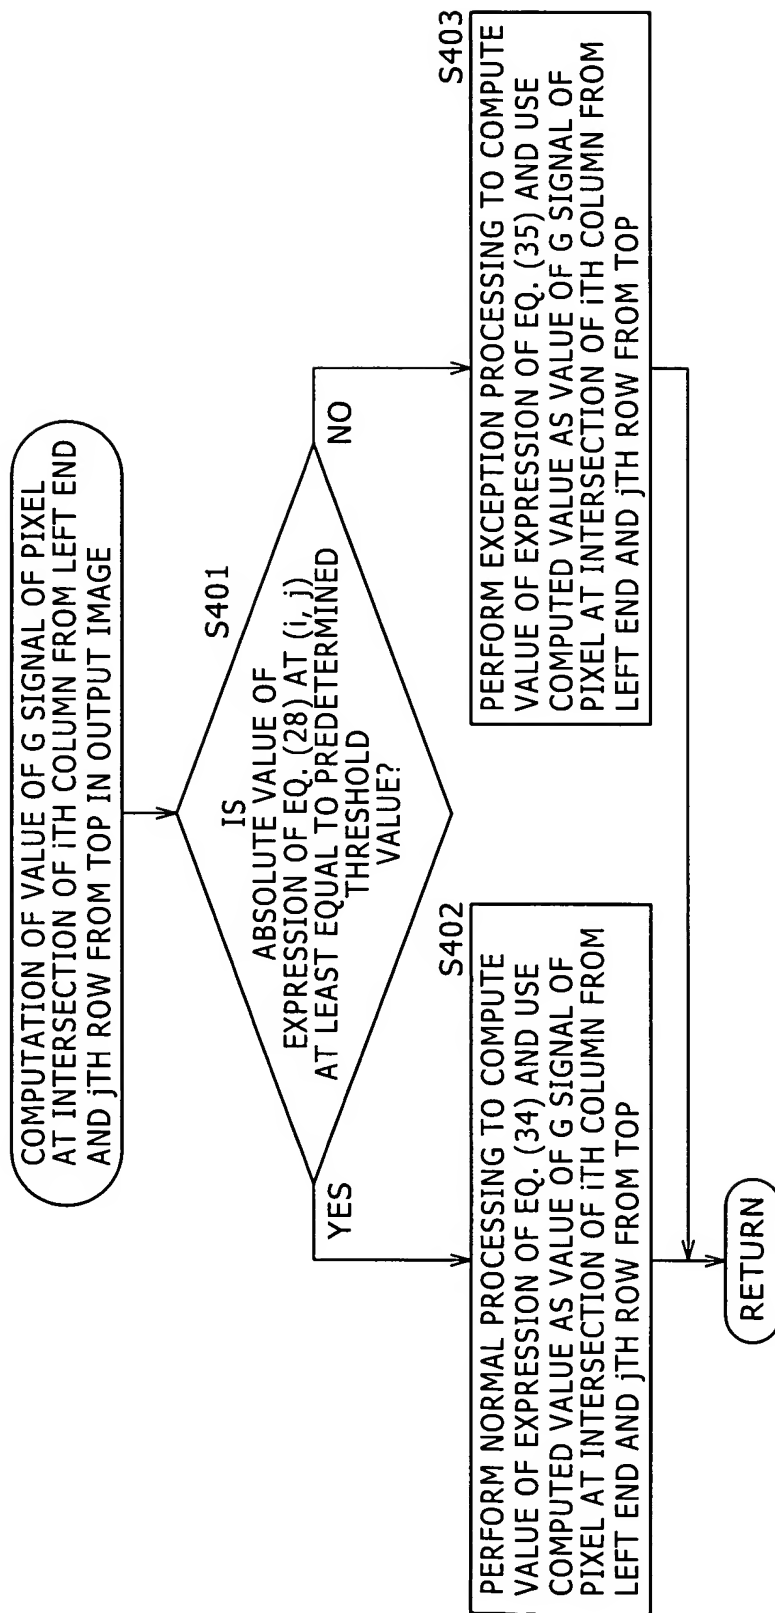 COMPUTATION OF VALUE OF G SIGNAL OF PIXEL
AT INTERSECTION OF iTH COLUMN FROM LEFT END
AND jTH ROW FROM TOP IN OUTPUT IMAGE
S401
IS
ABSOLUTE VALUE OF
EXPRESSION OF EQ. (28) AT (i, j)
AT LEAST EQUAL TO PREDETERMINED
THRESHOLD
VALUE?
YES
NO
S402
PERFORM NORMAL PROCESSING TO COMPUTE
VALUE OF EXPRESSION OF EQ. (34) AND USE
COMPUTED VALUE AS VALUE OF G SIGNAL OF
PIXEL AT INTERSECTION OF iTH COLUMN FROM
LEFT END AND jTH ROW FROM TOP
S403
PERFORM EXCEPTION PROCESSING TO COMPUTE
VALUE OF EXPRESSION OF EQ. (35) AND USE
COMPUTED VALUE AS VALUE OF G SIGNAL OF
PIXEL AT INTERSECTION OF iTH COLUMN FROM
LEFT END AND jTH ROW FROM TOP
RETURN